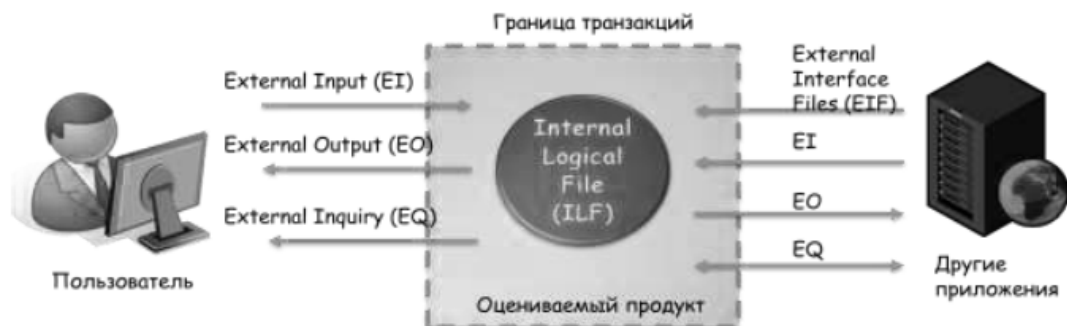 Граница транзакций
External Input (EI)
External Output (EO)
External Inquiry (EQ)
Пользователь
Internal
Logical
File
(ILF)
Оцениваемый продукт
External
Interface
Files (EIF)
EI
EO
EQ
Другие
приложения